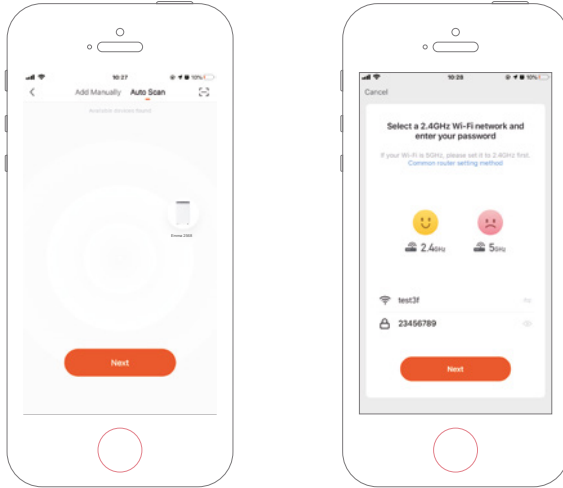 10:27
10%
Add Manually Auto Scan
Next
10:28
10%
Cancel
Select a 2.4GHz Wi-Fi network and
enter your password
If your Wi-Fi is 5GHz, please set it to 2.4GHz first.
Common router setting method
2.4GHz
5GHz
test3f
23456789
Next